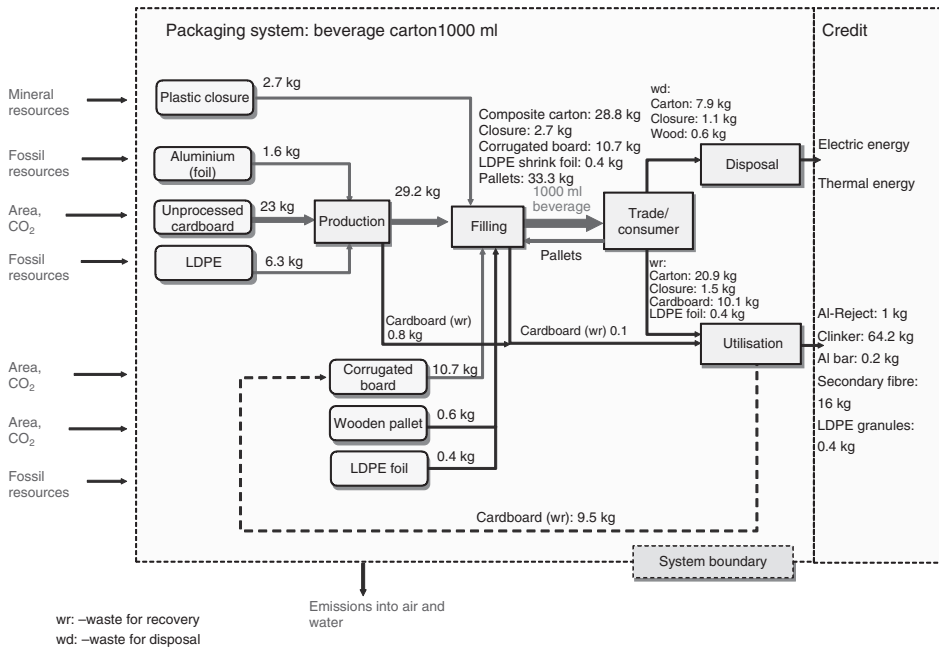 Packaging system: beverage carton1000 ml
Credit
Mineral
resources
Fossil
resources
Area,
CO2
Fossil
resources
Area,
CO2
Area,
CO2
Fossil
resources
Plastic closure
2.7 kg
Aluminium
(foil)
1.6 kg
Unprocessed
cardboard
23 kg
LDPE
6.3 kg
Production
29.2 kg
Filling
Composite carton: 28.8 kg
Closure: 2.7 kg
Corrugated board: 10.7 kg
LDPE shrink foil: 0.4 kg
Pallets: 33.3 kg
1000 ml
beverage
Pallets
Trade/
consumer
wd:
Carton: 7.9 kg
Closure: 1.1 kg
Wood: 0.6 kg
Disposal
Electric energy
Thermal energy
wr:
Carton: 20.9 kg
Closure: 1.5 kg
Cardboard: 10.1 kg
LDPE foil: 0.4 kg
Cardboard (wr)
0.8 kg
Cardboard (wr) 0.1
Utilisation
Al-Reject: 1 kg
Clinker: 64.2 kg
Al bar: 0.2 kg
Secondary fibre:
16 kg
LDPE granules:
0.4 kg
Corrugated
board
10.7 kg
Wooden pallet
0.6 kg
LDPE foil
0.4 kg
Cardboard (wr): 9.5 kg
System boundary
Emissions into air and
water
wr: –waste for recovery
wd: –waste for disposal